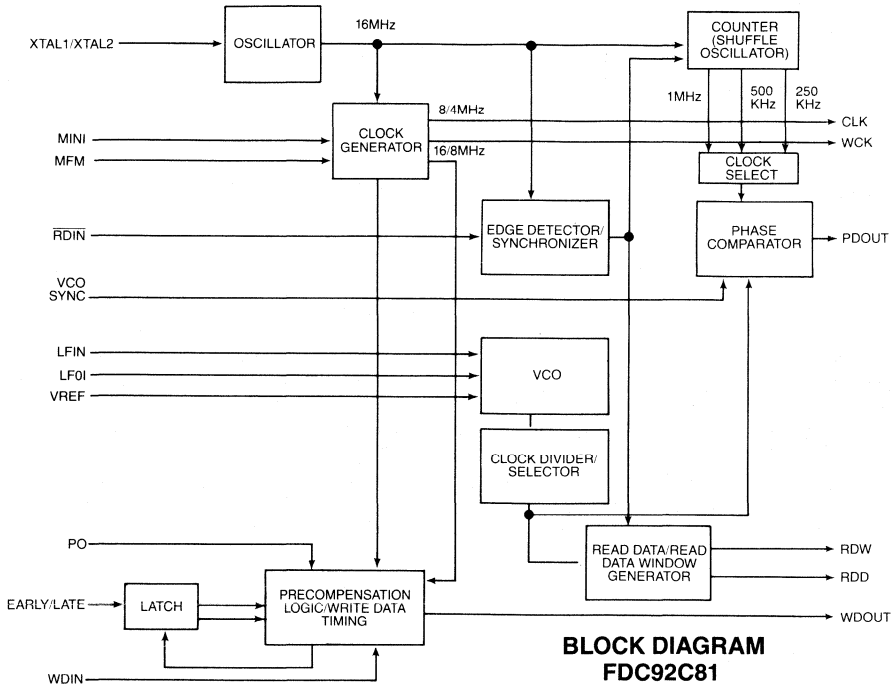 XTAL1/XTAL2
OSCILLATOR
16MHz
COUNTER
(SHUFFLE
OSCILLATOR)
1MHz
500
KHz
250
KHz
8/4MHz
CLK
MINI
MFM
CLOCK
GENERATOR
WCK
16/8MHz
CLOCK
SELECT
RDIN
EDGE DETECTOR/
SYNCHRONIZER
PHASE
COMPARATOR
PDOUT
VCO
SYNC
LFIN
LF0I
VREF
VCO
CLOCK DIVIDER/
SELECTOR
PO
READ DATA/READ
DATA WINDOW
GENERATOR
RDW
RDD
EARLY/LATE
LATCH
PRECOMPENSATION
LOGIC/WRITE DATA
TIMING
WDOUT
WDIN
BLOCK DIAGRAM
FDC92C81